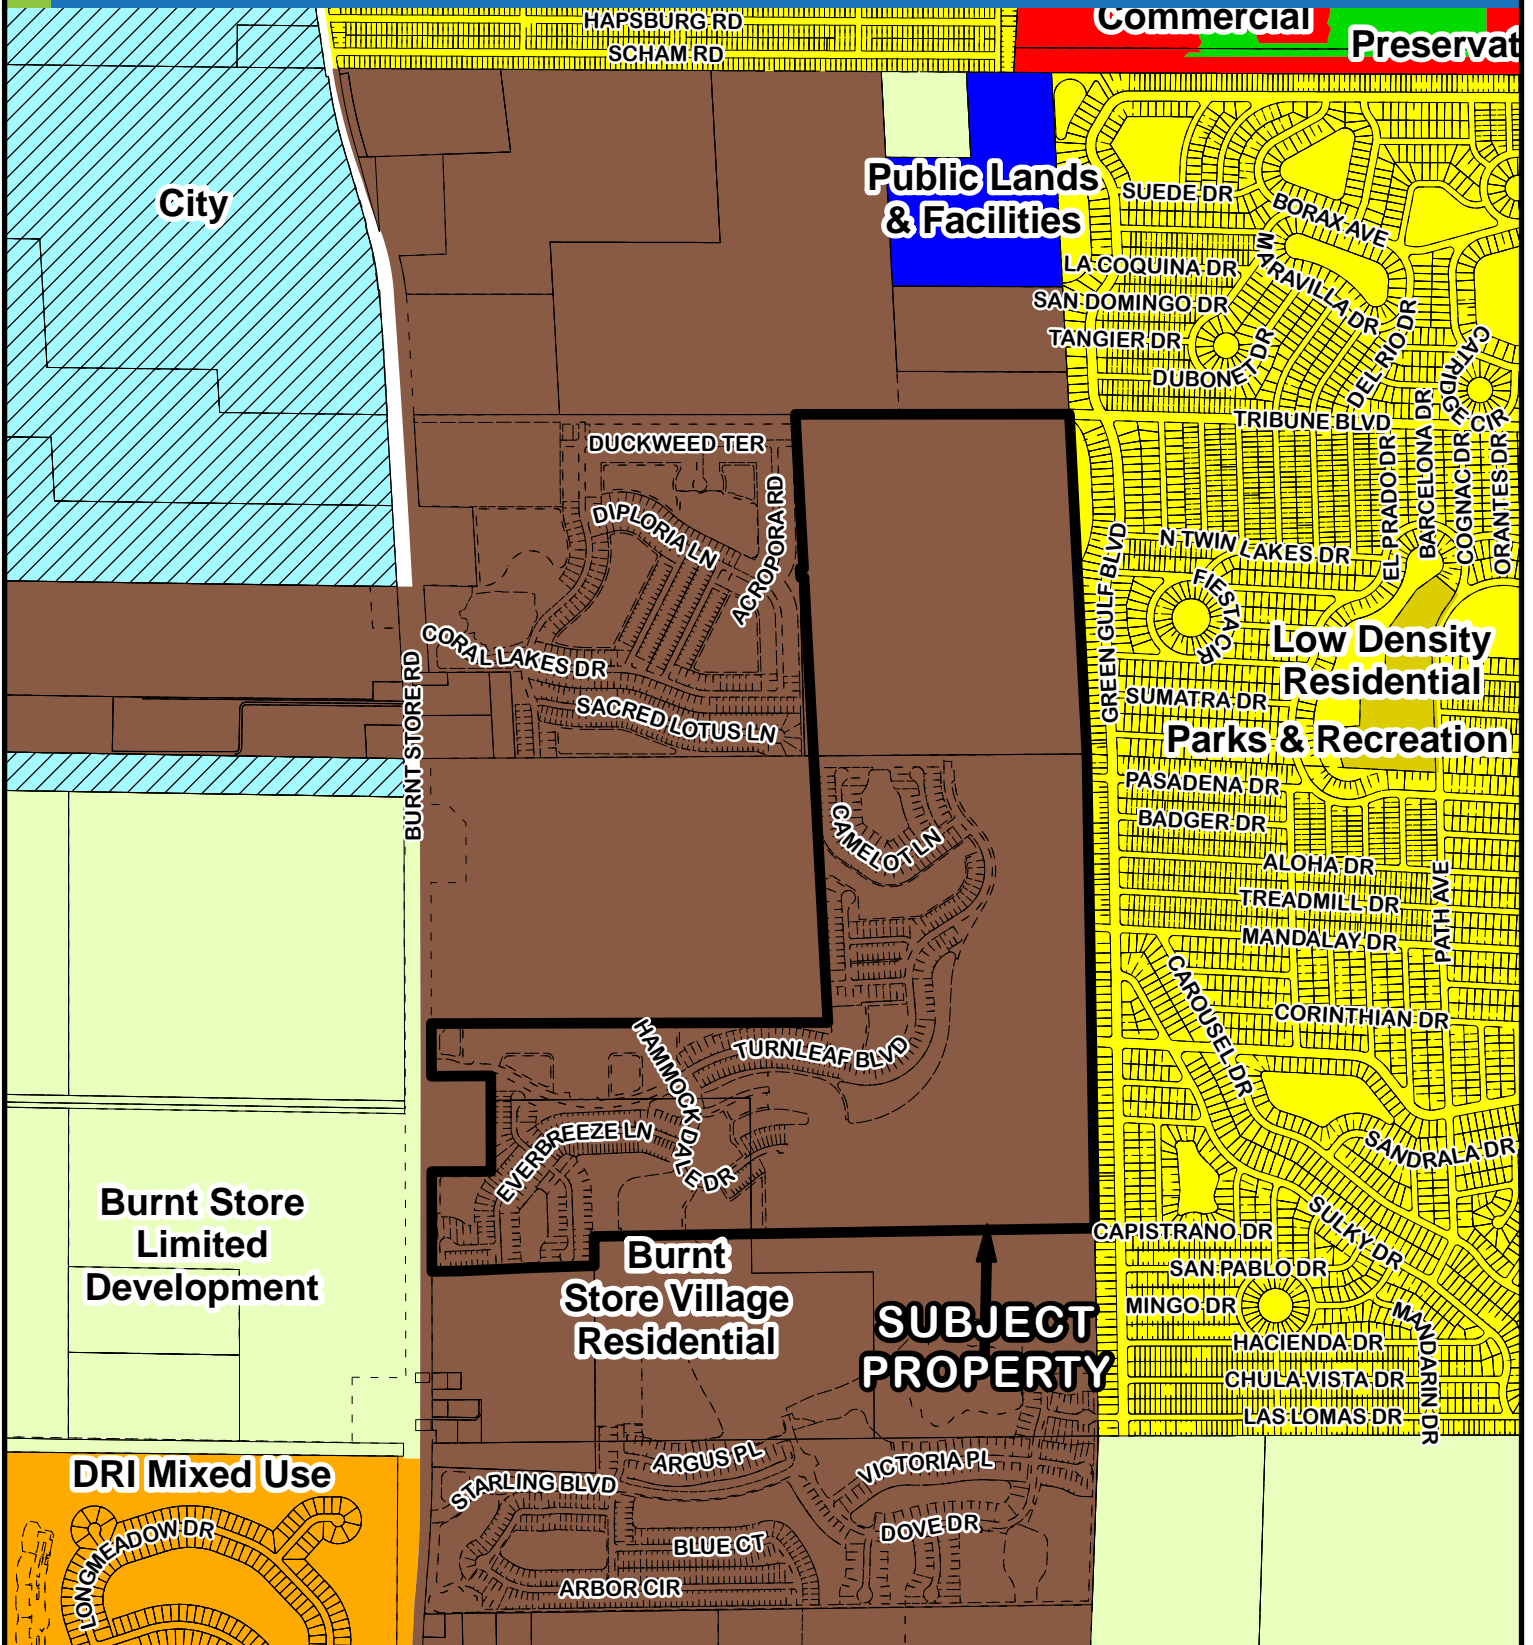 HAPSBURG RD
Commercial
SCHAM RD
Preservat
City
Public Lands
& Facilities
SUEDE DR
BORAX AVE
LA COQUINA DR
MARAVILLA DR
SAN DOMINGO DR
TANGIER DR
DUBONET DR
DEL RIO DR
CATRIDGE CIR
TRIBUNE BLVD
DUCKWEED TER
EL PRADO DR
BARCELONA DR
COGNAC DR
ORANTES DR
DIPLORIA LN
ACROPORA RD
N TWIN LAKES DR
GREEN GULF BLVD
FIESTA CIR
Low Density
Residential
CORAL LAKES DR
SACRED LOTUS LN
SUMATRA DR
BURNT STORE RD
Parks & Recreation
PASADENA DR
CAMELOT LN
BADGER DR
ALOHA DR
TREADMILL DR
PATH AVE
MANDALAY DR
CAROUSEL DR
CORINTHIAN DR
HAMMOCK DALE DR
TURNLEAF BLVD
EVERBREEZE LN
SANDRALA DR
Burnt Store
Limited
Development
CAPISTRANO DR
SULKY DR
Burnt
Store Village
Residential
SAN PABLO DR
MINGO DR
SUBJECT
PROPERTY
MANDARIN DR
HACIENDA DR
CHULA VISTA DR
LAS LOMAS DR
DRI Mixed Use
ARGUS PL
VICTORIA PL
STARLING BLVD
LONGMEADOW DR
DOVE DR
BLUE CT
ARBOR CIR